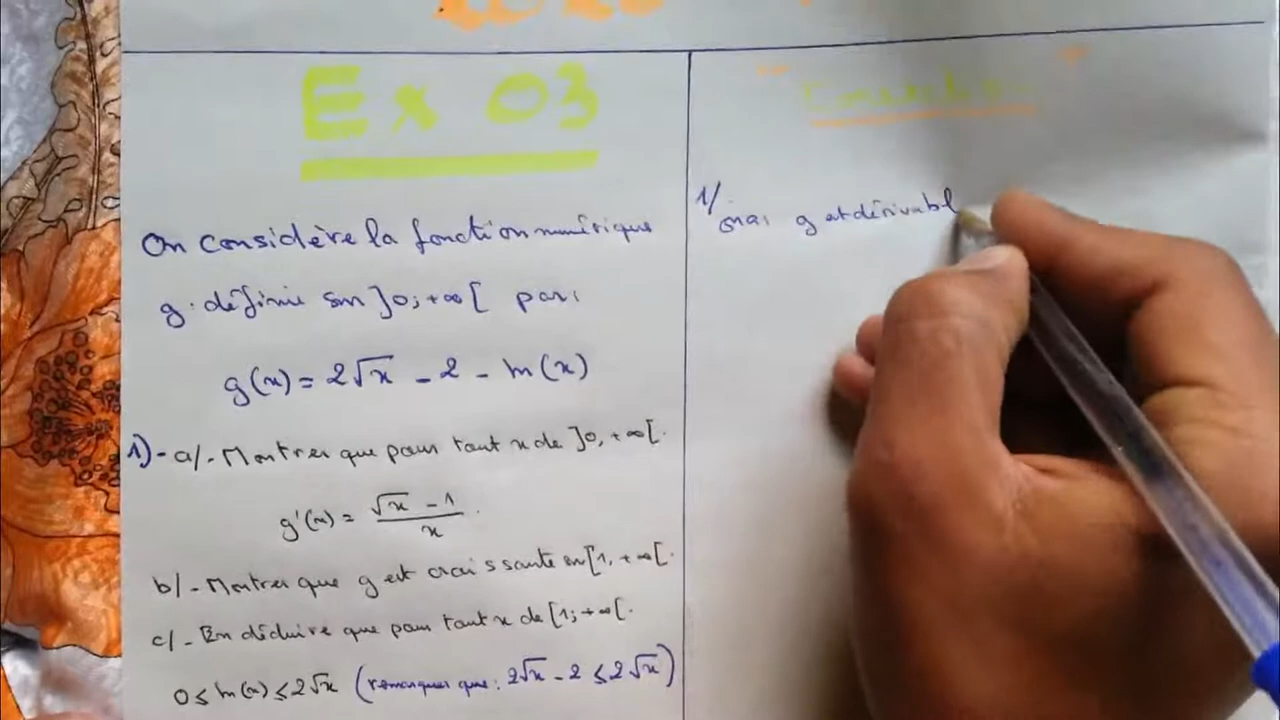 Ex 03
On considère la fonction numérique
g définie sur ]0; +∞[ par:
g(x) = 2√x - 2 - ln(x)
1)- a/- Montrer que pour tout x de ]0, +∞[.
g'(x) = (√x - 1)/x.
b/- Montrer que g est croissante sur [1, +∞[.
c/- En déduire que pour tout x de [1; +∞[.
0 ≤ ln(x) ≤ 2√x (remarquer que: 2√x - 2 ≤ 2√x)
1/
g est dérivabl